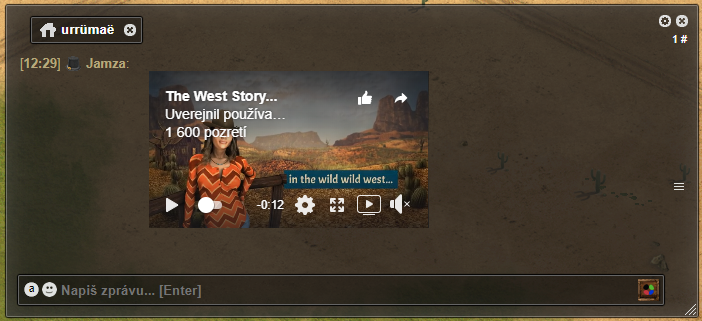 urrümaë
1 #
[12:29] Jamza:
The West Story...
Uverejnil používa...
1 600 pozretí
in the wild wild west...
-0:12
a Napiš zprávu... [Enter]